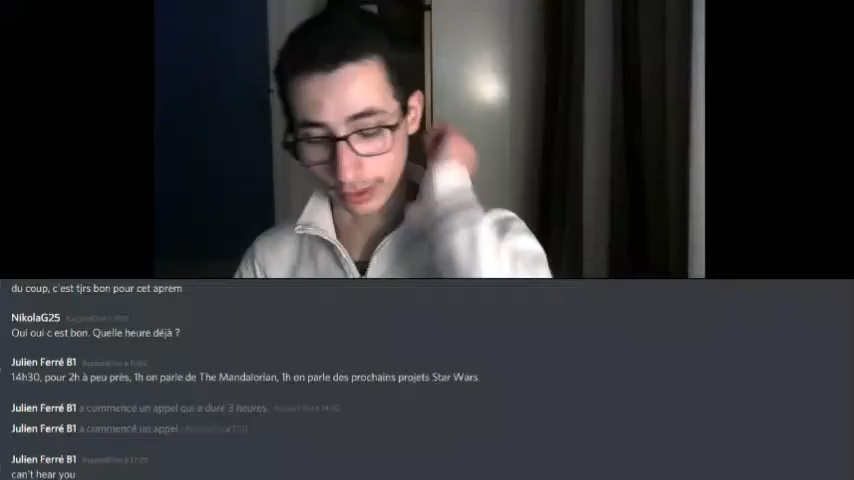 du coup, c'est tjrs bon pour cet aprem
NikolaG25
Oui oui c est bon. Quelle heure déjà ?
Julien Ferré B1
14h30, pour 2h à peu près, 1h on parle de The Mandalorian, 1h on parle des prochains projets Star Wars
Julien Ferré B1 a commencé un appel qui a duré 3 heures.
Julien Ferré B1 a commencé un appel
Julien Ferré B1
can't hear you